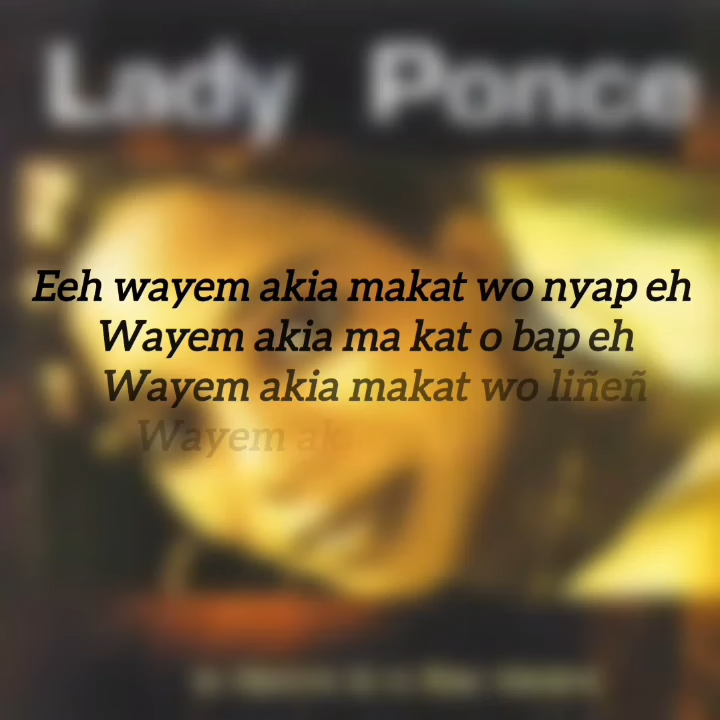 Lady Ponce
Eeh wayem akia makat wo nyap eh
Wayem akia ma kat o bap eh
Wayem akia makat wo liñeñ
Wayem